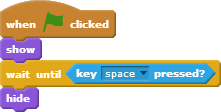 when clicked
show
wait until key space pressed?
hide